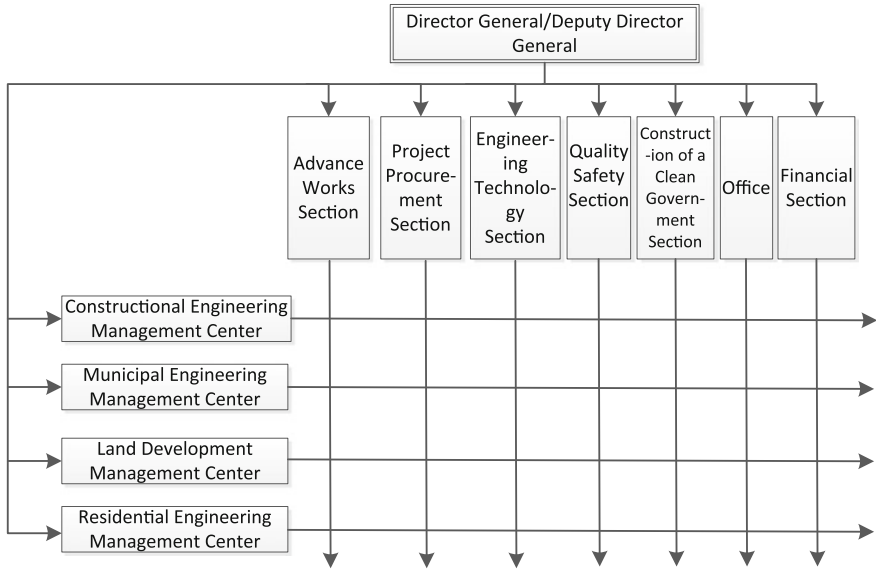 Director General/Deputy Director
General
Advance
Works
Section
Project
Procure-
ment
Section
Engineer-
ing
Technolo-
gy
Section
Quality
Safety
Section
Construct
-ion of a
Clean
Govern-
ment
Section
Office
Financial
Section
Constructional Engineering
Management Center
Municipal Engineering
Management Center
Land Development
Management Center
Residential Engineering
Management Center